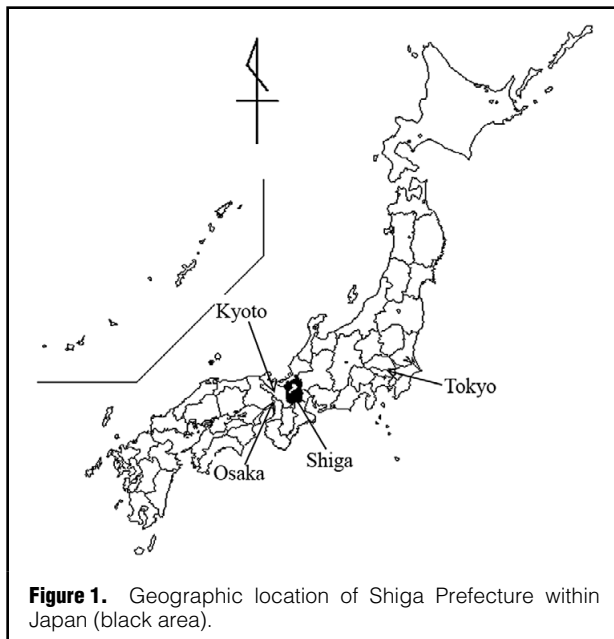 Kyoto
Tokyo
Osaka
Shiga
Figure 1. Geographic location of Shiga Prefecture within
Japan (black area).